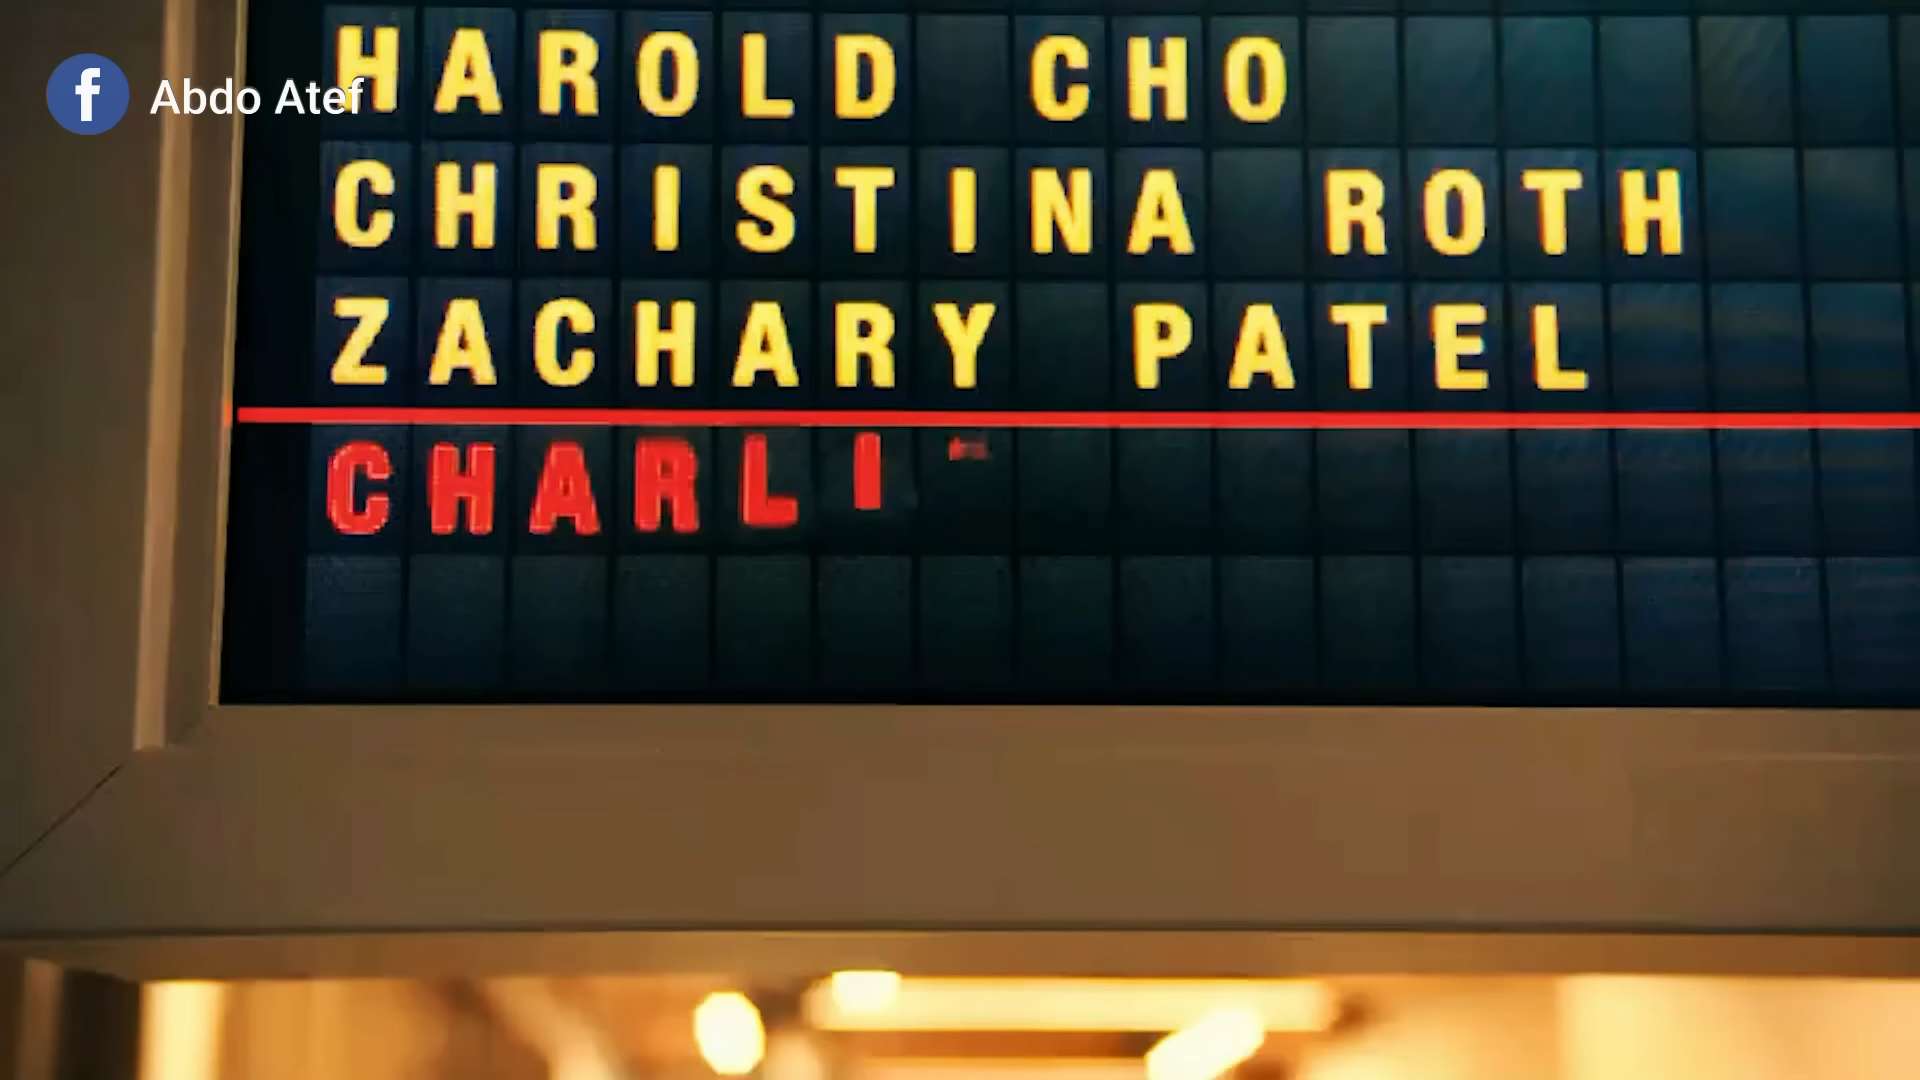 Abdo Atef
HAROLD CHO
CHRISTINA ROTH
ZACHARY PATEL
CHARLI